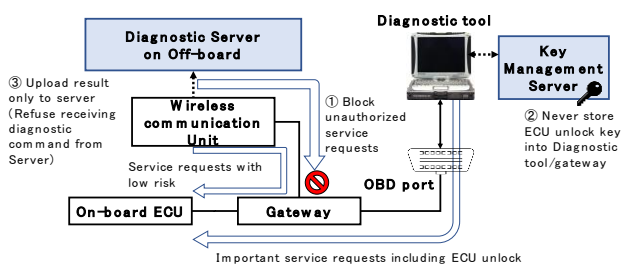 Diagnostic Server
on Off-board
Diagnostic tool
Key
Management
Server
③ Upload result
only to server
(Refuse receiving
diagnostic
command from
Server)
Wireless
communication
Unit
① Block
unauthorized
service
requests
② Never store
ECU unlock key
into Diagnostic
tool/gateway
Service requests with
low risk
OBD port
On-board ECU
Gateway
Important service requests including ECU unlock